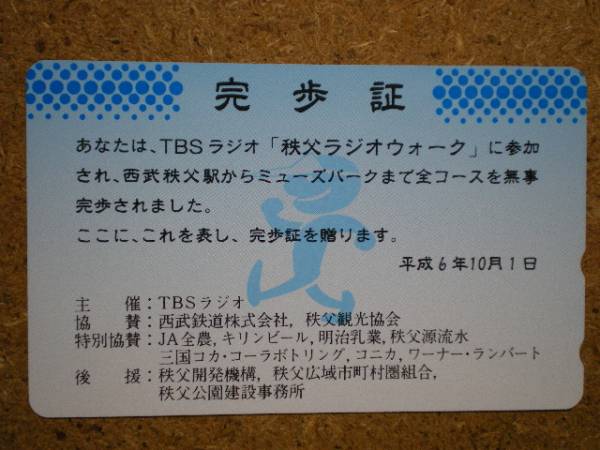 完歩証
あなたは、TBSラジオ「秩父ラジオウォーク」に参加
され、西武秩父駅からミューズパークまで全コースを無事
完歩されました。
ここに、これを表し、完歩証を贈ります。
平成6年10月1日
主　催：TBSラジオ
協　賛：西武鉄道株式会社，秩父観光協会
特別協賛：JA全農，キリンビール，明治乳業，秩父源流水
三国コカ・コーラボトリング，コニカ，ワーナー・ランバート
後　援：秩父開発機構，秩父広域市町村圏組合，
秩父公園建設事務所